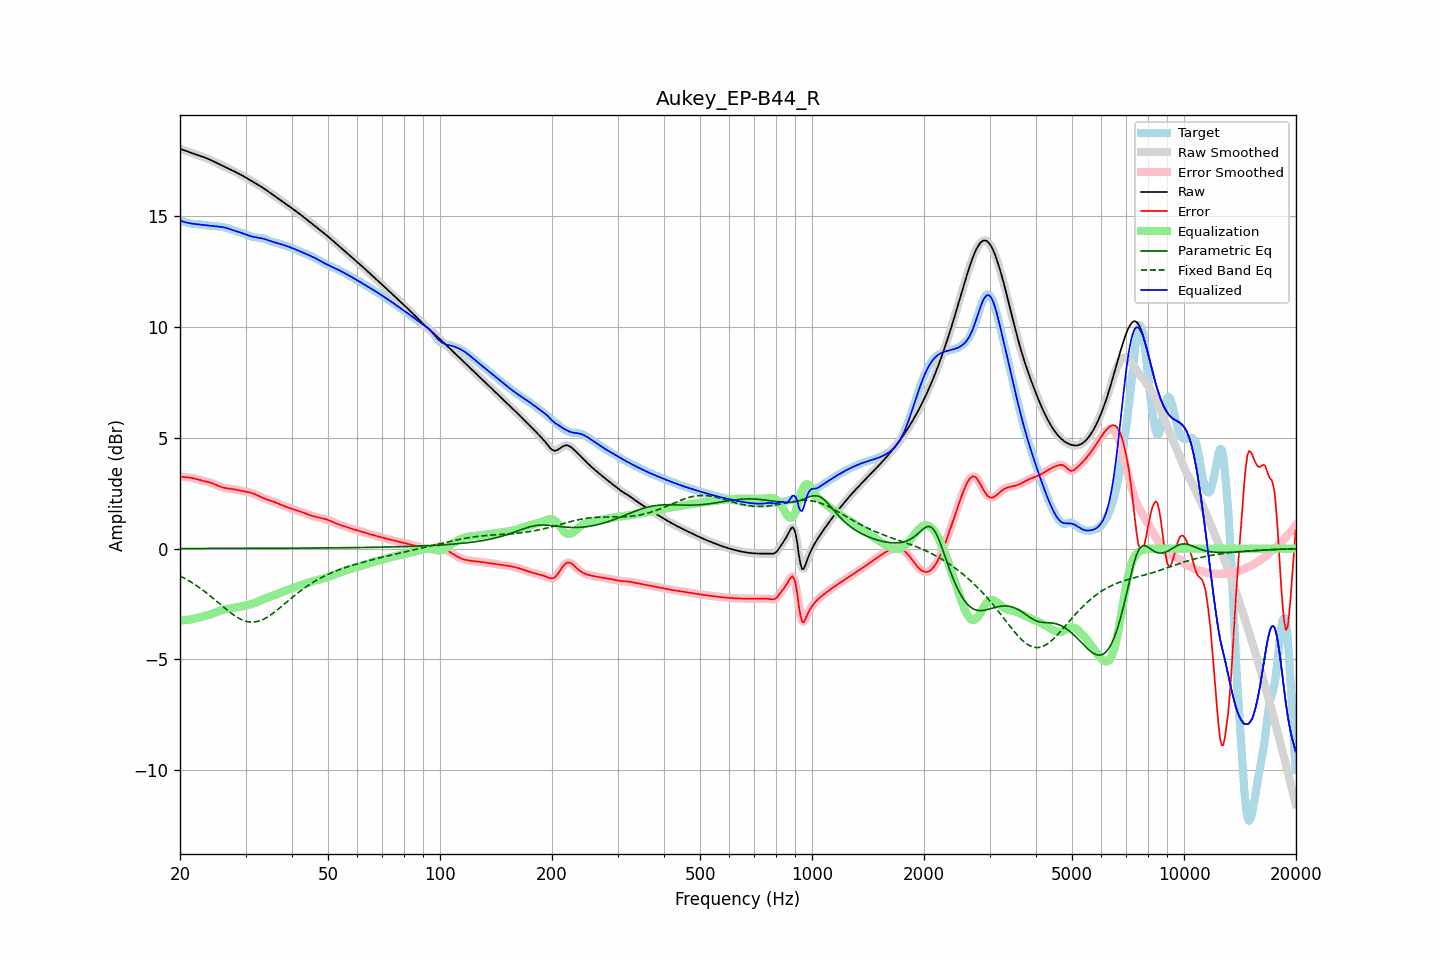 Aukey_EP-B44_R
Target
Raw Smoothed
Error Smoothed
Raw
Error
Equalization
Parametric Eq
Fixed Band Eq
Equalized
Amplitude (dBr)
15
10
5
0
−5
−10
20 50 100 200 500 1000 2000 5000 10000 20000
Frequency (Hz)